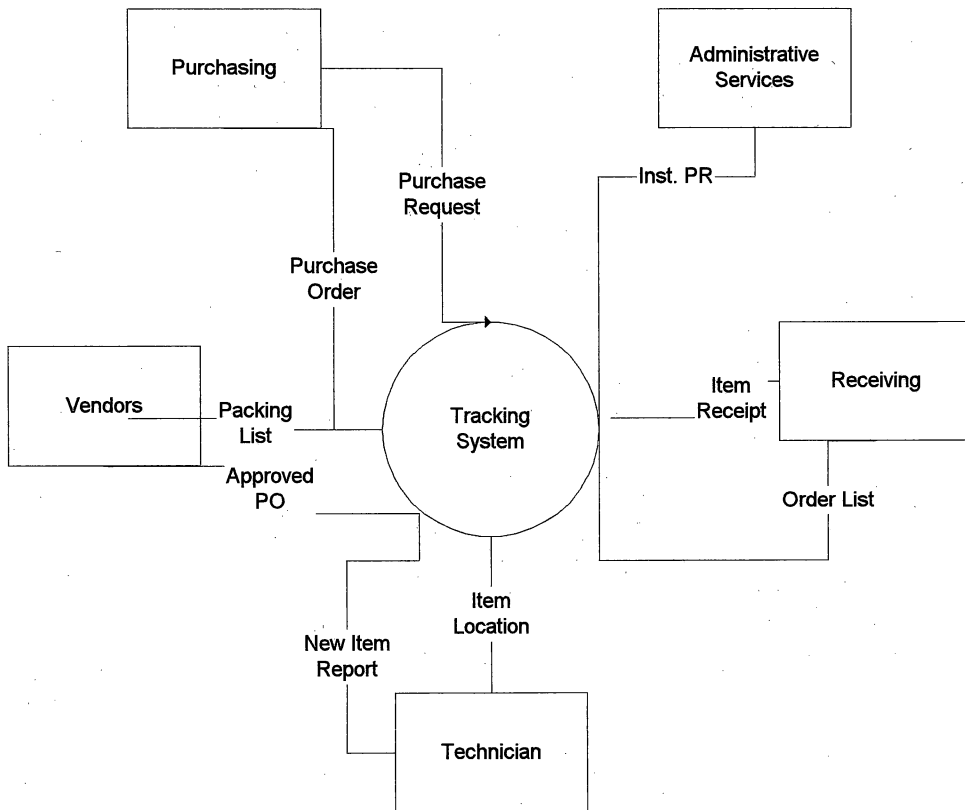 Purchasing
Administrative
Services
Inst. PR
Purchase
Request
Purchase
Order
Vendors
Packing
List
Tracking
System
Item
Receipt
Receiving
Approved
PO
Order List
New Item
Report
Item
Location
Technician